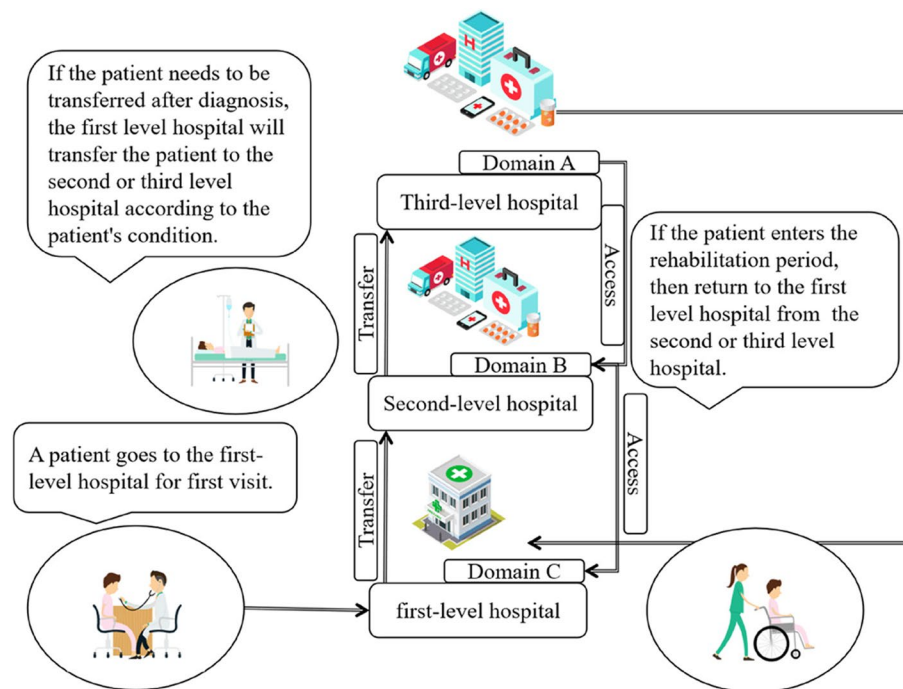 If the patient needs to be
transferred after diagnosis,
the first level hospital will
transfer the patient to the
second or third level
hospital according to the
patient's condition.
H
Domain A
Third-level hospital
Access
If the patient enters the
rehabilitation period,
then return to the first
level hospital from the
second or third level
hospital.
Transfer
H
Domain B
Second-level hospital
A patient goes to the first-
level hospital for first visit.
Transfer
Access
Domain C
first-level hospital